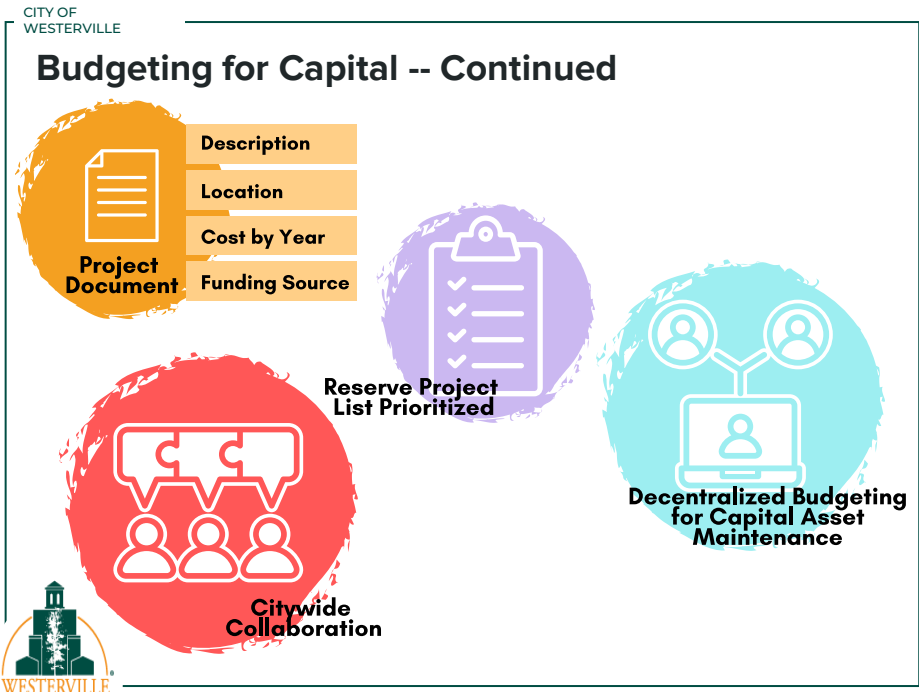 CITY OF
WESTERVILLE
Budgeting for Capital -- Continued
Description
Location
Cost by Year
Funding Source
Project
Document
Reserve Project
List Prioritized
Decentralized Budgeting
for Capital Asset
Maintenance
Citywide
Collaboration
WESTERVILLE®